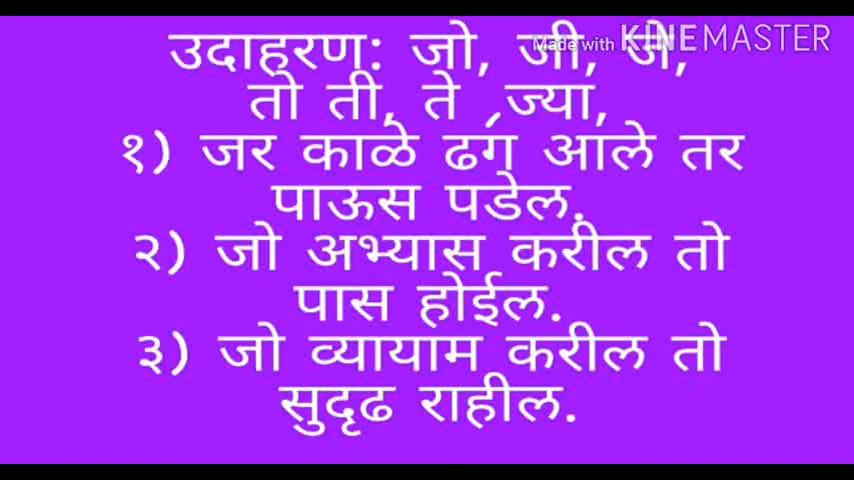 उदाहरण: जो, जी, जे,
Made with KINEMASTER
तो ती, ते ,ज्या,
१) जर काळे ढग आले तर
पाऊस पडेल.
२) जो अभ्यास करील तो
पास होईल.
३) जो व्यायाम करील तो
सुदृढ राहील.